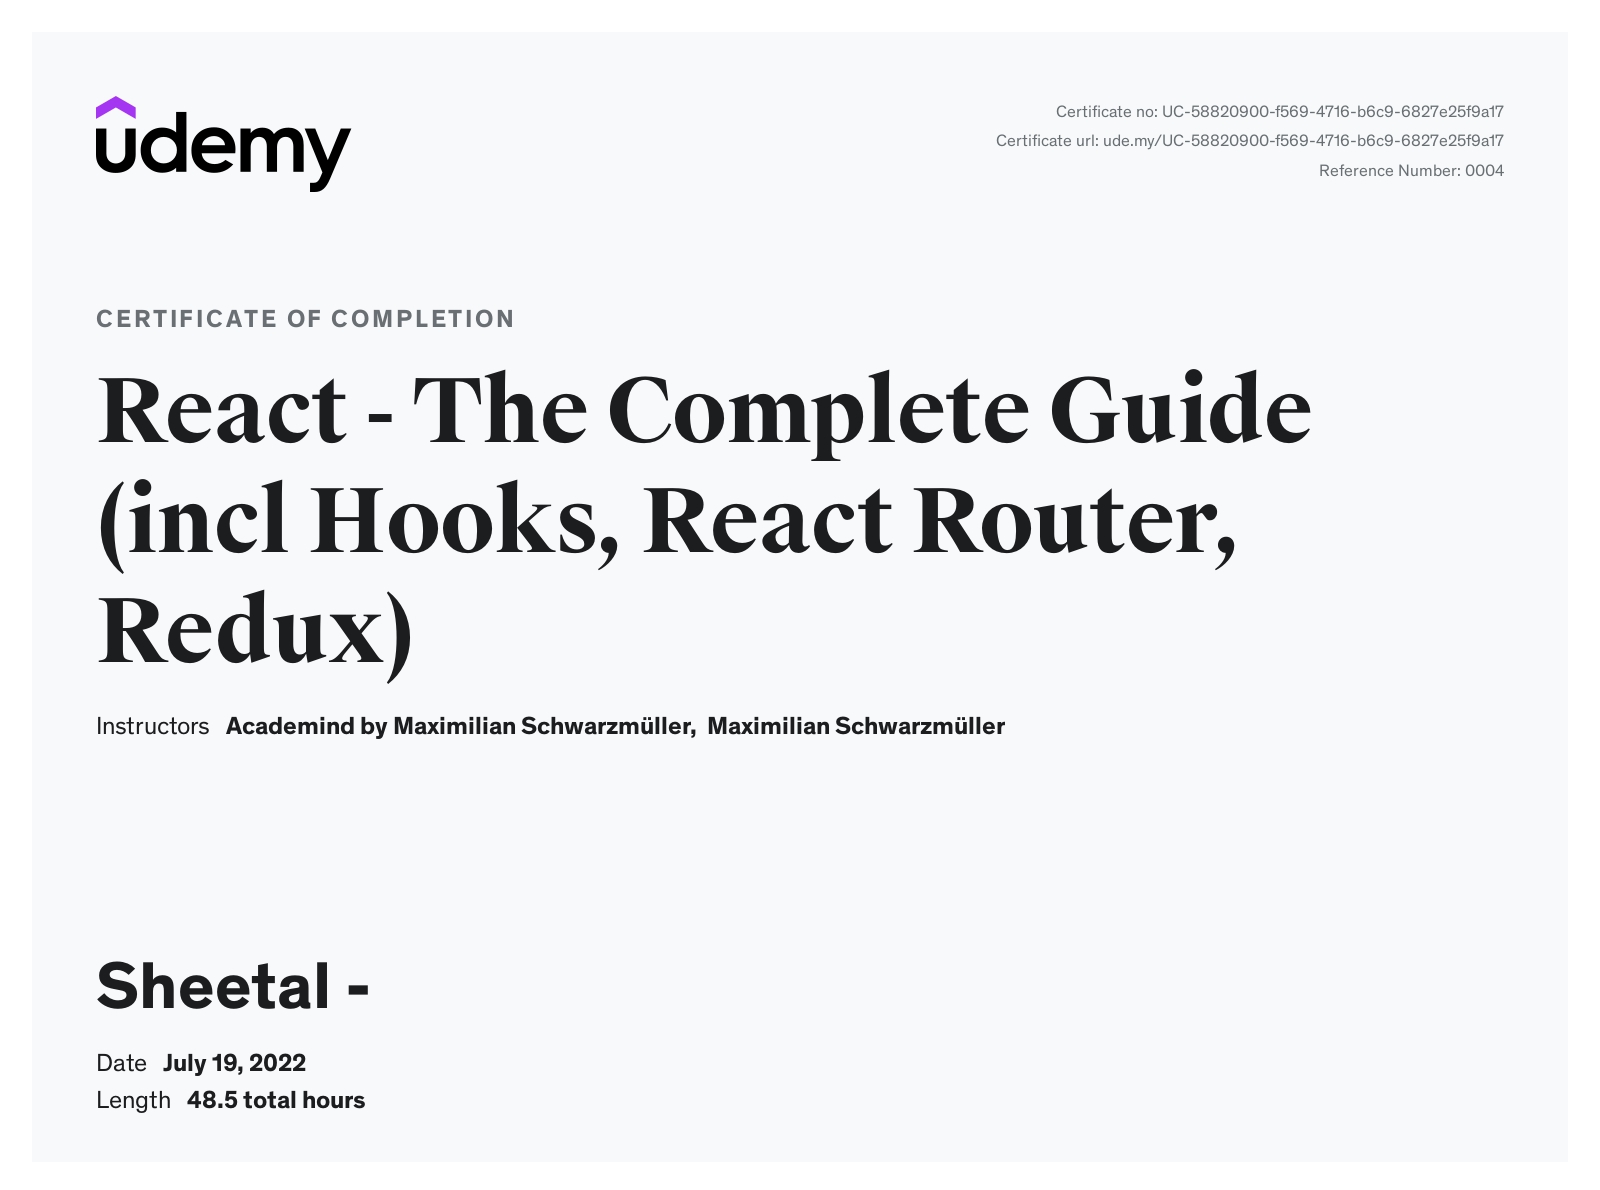 udemy
Certificate no: UC-58820900-f569-4716-b6c9-6827e25f9a17
Certificate url: ude.my/UC-58820900-f569-4716-b6c9-6827e25f9a17
Reference Number: 0004
CERTIFICATE OF COMPLETION
React - The Complete Guide
(incl Hooks, React Router,
Redux)
Instructors Academind by Maximilian Schwarzmüller, Maximilian Schwarzmüller
Sheetal -
Date July 19, 2022
Length 48.5 total hours